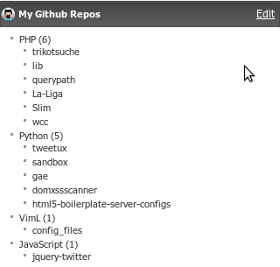 My Github Repos Edit
PHP (6)
trikotsuche
lib
querypath
La-Liga
Slim
wcc
Python (5)
tweetux
sandbox
gae
domxssscanner
html5-boilerplate-server-configs
VimL (1)
config_files
JavaScript (1)
jquery-twitter